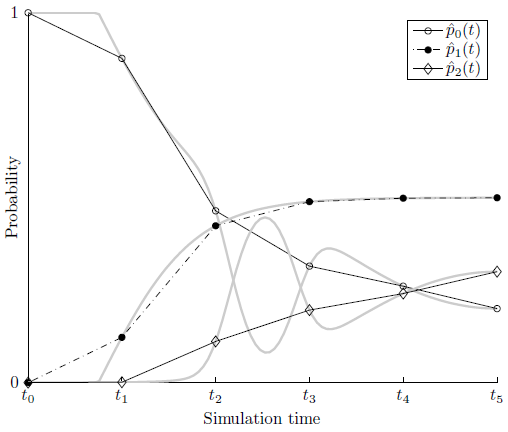 1
p̂₀(t)
p̂₁(t)
p̂₂(t)
Probability
0
t₀ t₁ t₂ t₃ t₄ t₅
Simulation time